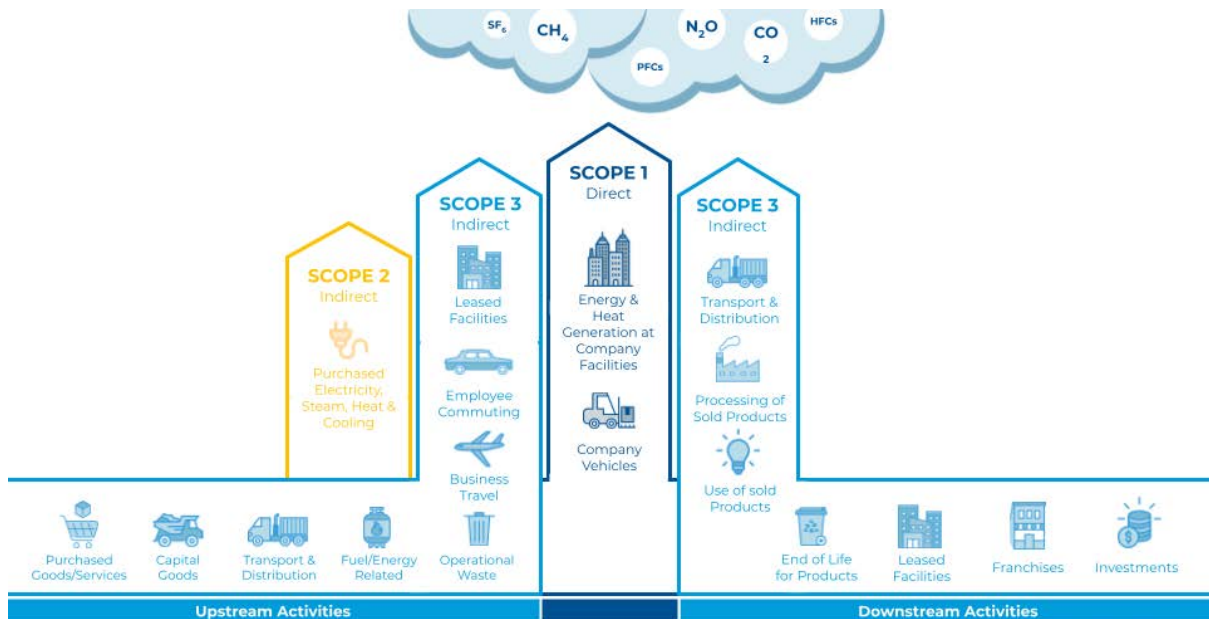 SF6
CH4
N2O
CO
2
HFCs
PFCs
SCOPE 2
Indirect
Purchased
Electricity,
Steam, Heat &
Cooling
SCOPE 3
Indirect
Leased
Facilities
Employee
Commuting
Business
Travel
Operational
Waste
SCOPE 1
Direct
Energy &
Heat
Generation at
Company
Facilities
Company
Vehicles
SCOPE 3
Indirect
Transport &
Distribution
Processing of
Sold Products
Use of sold
Products
Purchased
Goods/Services
Capital
Goods
Transport &
Distribution
Fuel/Energy
Related
End of Life
for Products
Leased
Facilities
Franchises
Investments
Upstream Activities
Downstream Activities